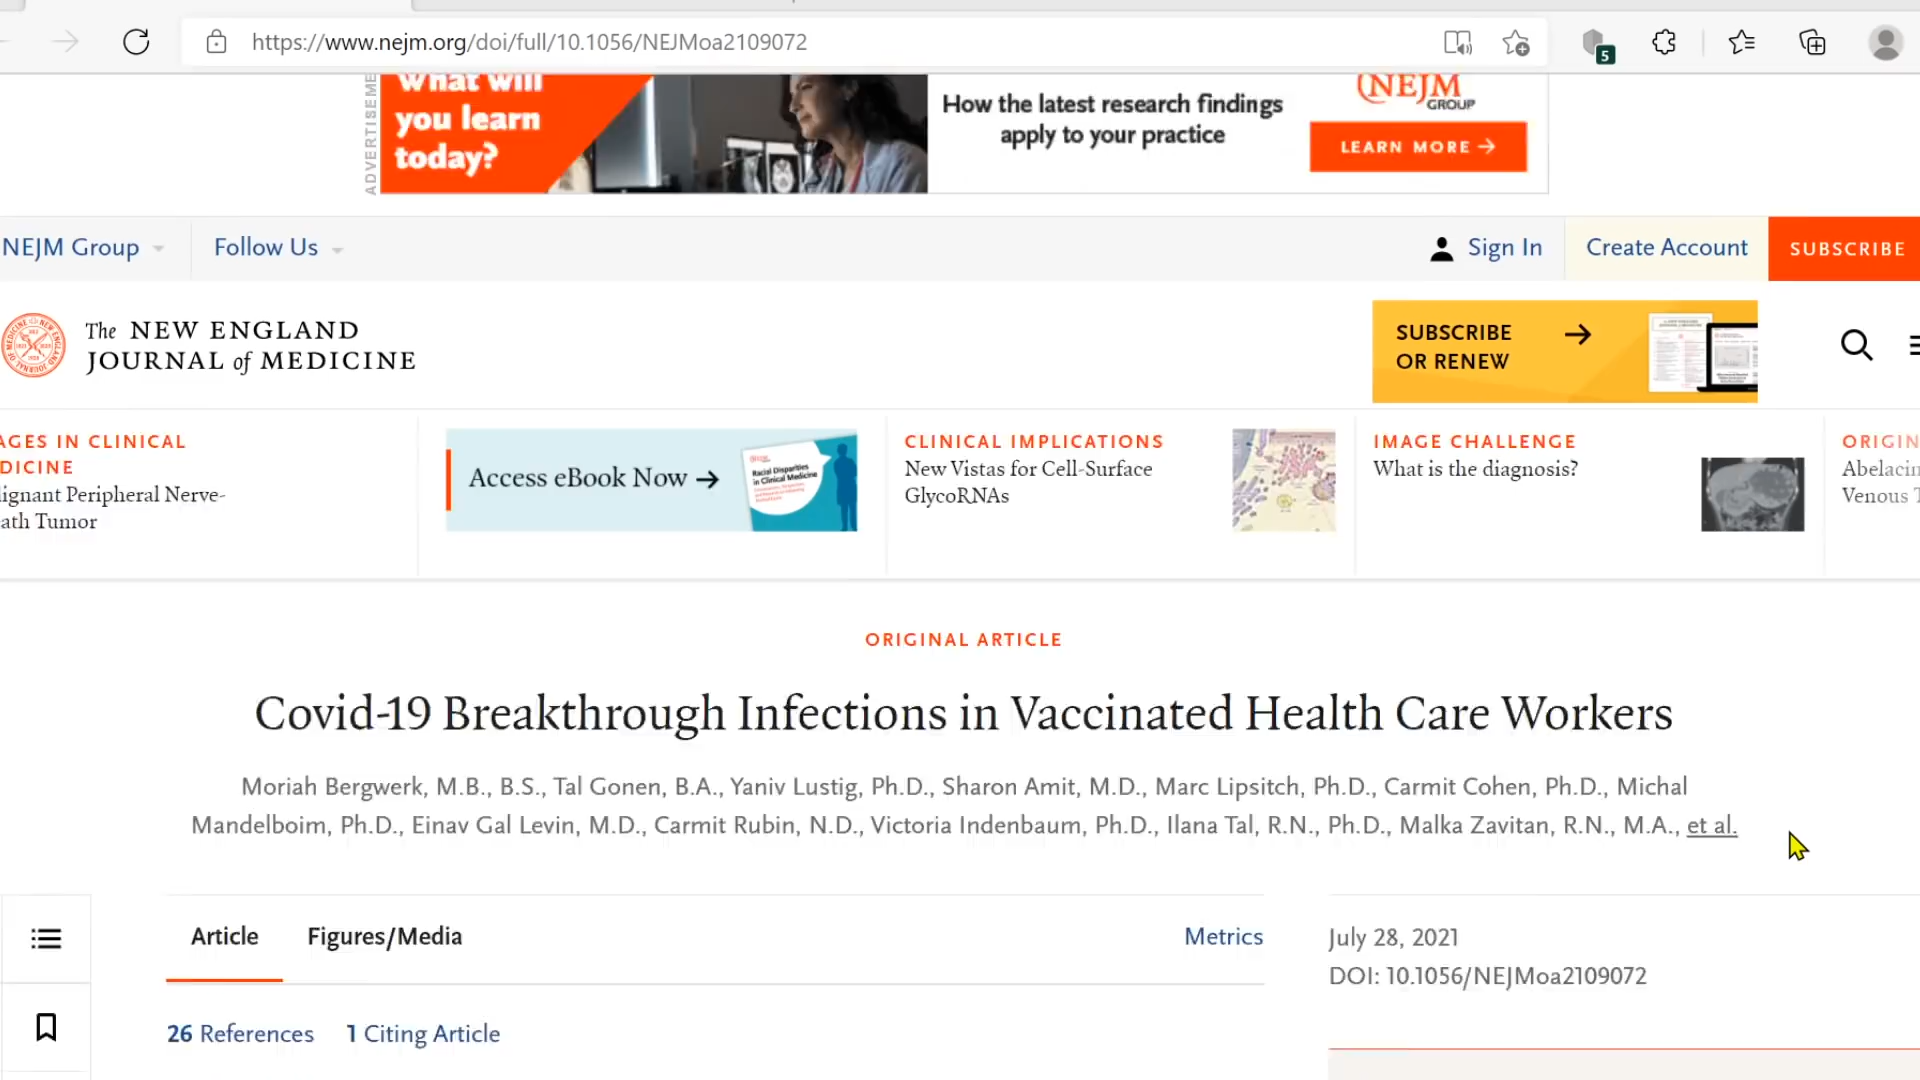 https://www.nejm.org/doi/full/10.1056/NEJMoa2109072
5
ADVERTISEME
What will
you learn
today?
How the latest research findings
apply to your practice
NEJM
GROUP
LEARN MORE →
NEJM Group
Follow Us
Sign In
Create Account
SUBSCRIBE
The NEW ENGLAND
JOURNAL of MEDICINE
SUBSCRIBE →
OR RENEW
AGES IN CLINICAL
DICINE
lignant Peripheral Nerve-
ath Tumor
Access eBook Now →
Racial Disparities
in Clinical Medicine
CLINICAL IMPLICATIONS
New Vistas for Cell-Surface
GlycoRNAs
IMAGE CHALLENGE
What is the diagnosis?
ORIGIN
Abelacin
Venous T
ORIGINAL ARTICLE
Covid-19 Breakthrough Infections in Vaccinated Health Care Workers
Moriah Bergwerk, M.B., B.S., Tal Gonen, B.A., Yaniv Lustig, Ph.D., Sharon Amit, M.D., Marc Lipsitch, Ph.D., Carmit Cohen, Ph.D., Michal
Mandelboim, Ph.D., Einav Gal Levin, M.D., Carmit Rubin, N.D., Victoria Indenbaum, Ph.D., Ilana Tal, R.N., Ph.D., Malka Zavitan, R.N., M.A., et al.
Article
Figures/Media
Metrics
July 28, 2021
DOI: 10.1056/NEJMoa2109072
26 References
1 Citing Article